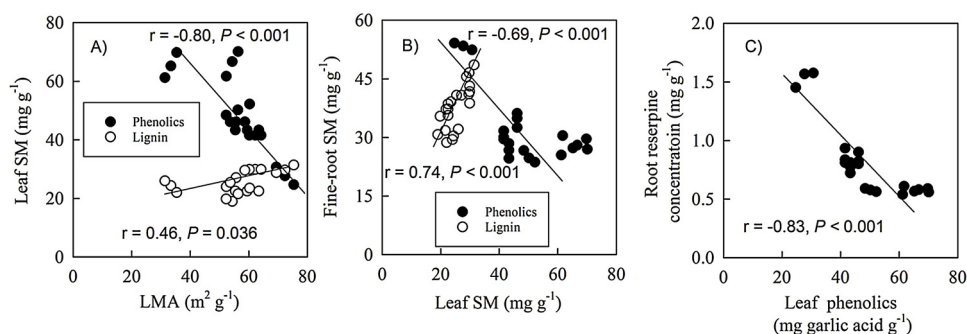 A)
r = -0.80, P < 0.001
Leaf SM (mg g-1)
80
60
40
20
0
Phenolics
Lignin
r = 0.46, P = 0.036
0 20 40 60 80
LMA (m2 g-1)
B)
r = -0.69, P < 0.001
Fine-root SM (mg g-1)
60
45
30
15
0
r = 0.74, P < 0.001
Phenolics
Lignin
0 20 40 60 80
Leaf SM (mg g-1)
C)
Root reserpine
concentratoin (mg g-1)
2.0
1.5
1.0
0.5
0.0
r = -0.83, P < 0.001
0 20 40 60 80
Leaf phenolics
(mg garlic acid g-1)